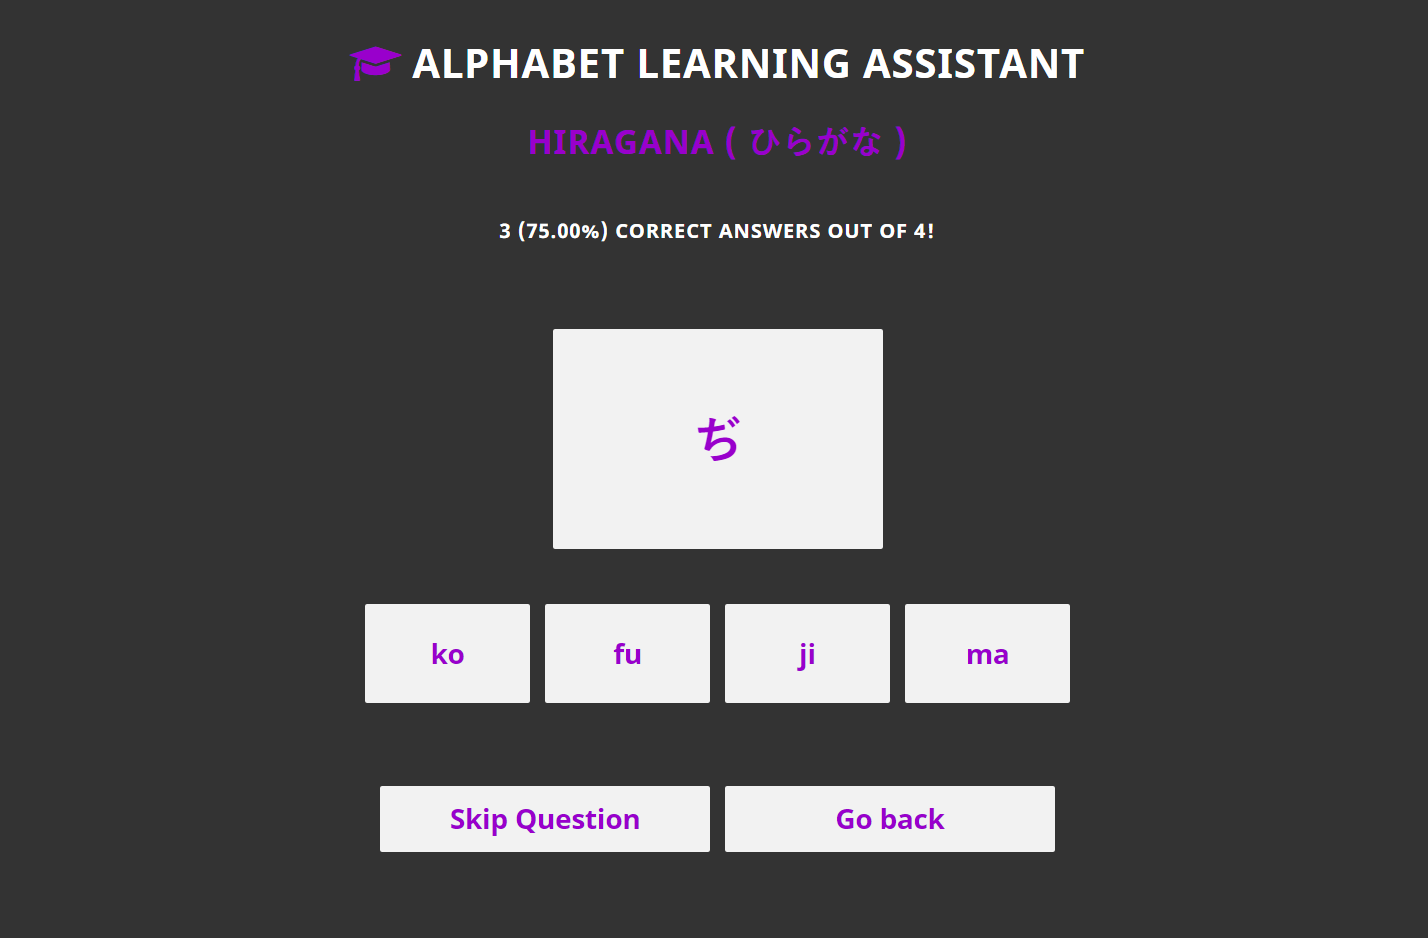 ALPHABET LEARNING ASSISTANT
HIRAGANA ( ひらがな )
3 (75.00%) CORRECT ANSWERS OUT OF 4!
ぢ
ko
fu
ji
ma
Skip Question
Go back